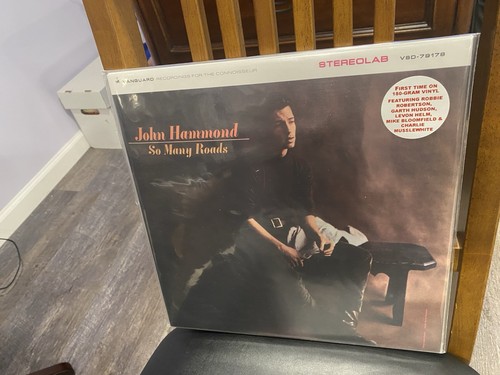 VANGUARD RECORDINGS FOR THE CONNOISSEUR
STEREOLAB
VSD-79178
John Hammond
So Many Roads
FIRST TIME ON
180-GRAM VINYL
FEATURING ROBBIE
ROBERTSON,
GARTH HUDSON,
LEVON HELM,
MIKE BLOOMFIELD &
CHARLIE
MUSSLEWHITE